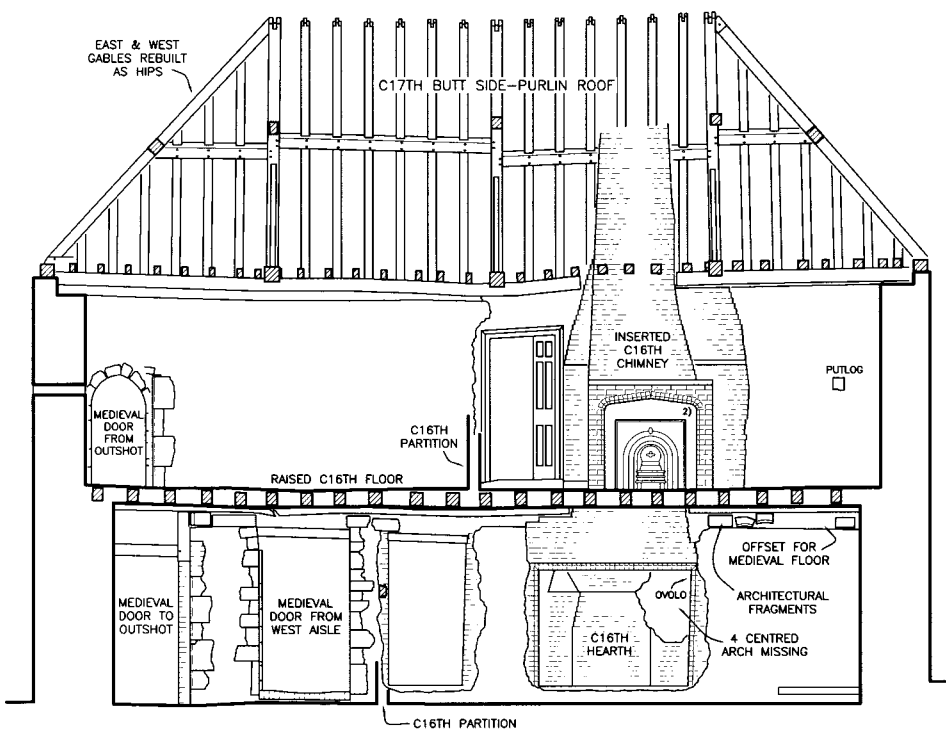 EAST & WEST
GABLES REBUILT
AS HIPS
C17TH BUTT SIDE-PURLIN ROOF
INSERTED
C16TH
CHIMNEY
PUTLOG
MEDIEVAL
DOOR
FROM
OUTSHOT
C16TH
PARTITION
2)
RAISED C16TH FLOOR
OFFSET FOR
MEDIEVAL FLOOR
MEDIEVAL
DOOR TO
OUTSHOT
MEDIEVAL
DOOR FROM
WEST AISLE
OVOLO
ARCHITECTURAL
FRAGMENTS
C16TH
HEARTH
4 CENTRED
ARCH MISSING
C16TH PARTITION